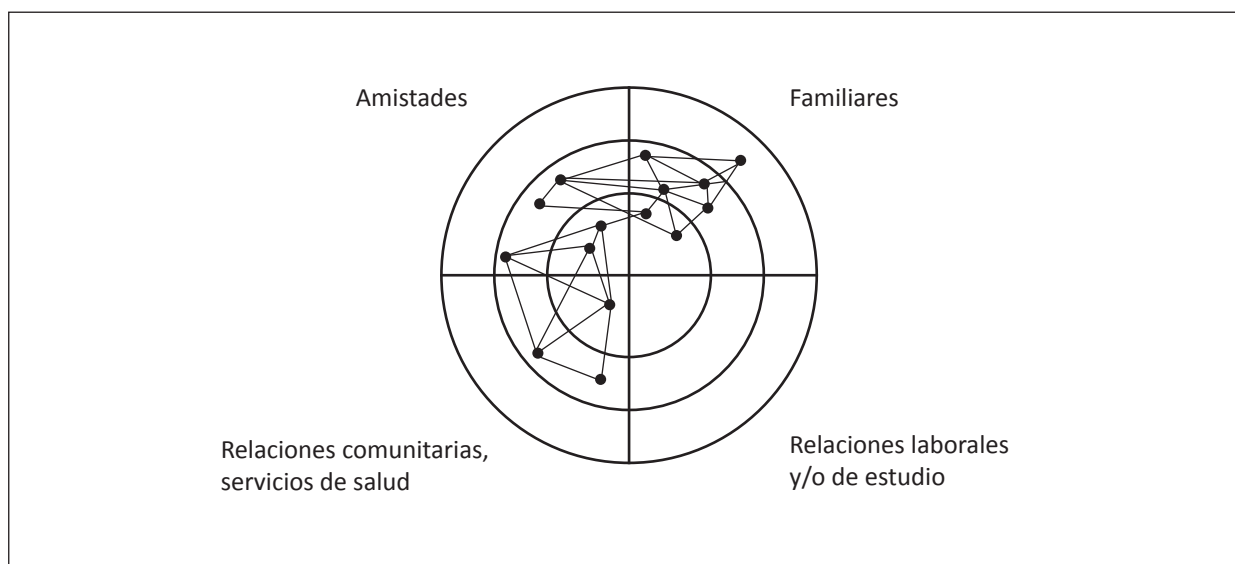 Amistades
Familiares
Relaciones comunitarias,
servicios de salud
Relaciones laborales
y/o de estudio